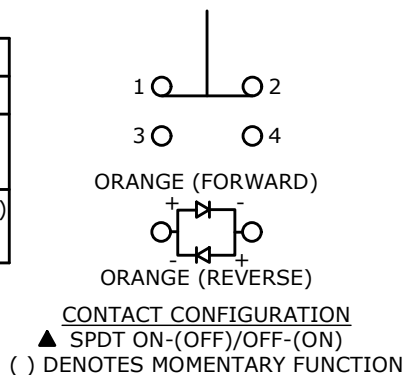 1 2
3 4
)
ORANGE (FORWARD)
+ -
- +
ORANGE (REVERSE)
CONTACT CONFIGURATION
▲ SPDT ON-(OFF)/OFF-(ON)
( ) DENOTES MOMENTARY FUNCTION